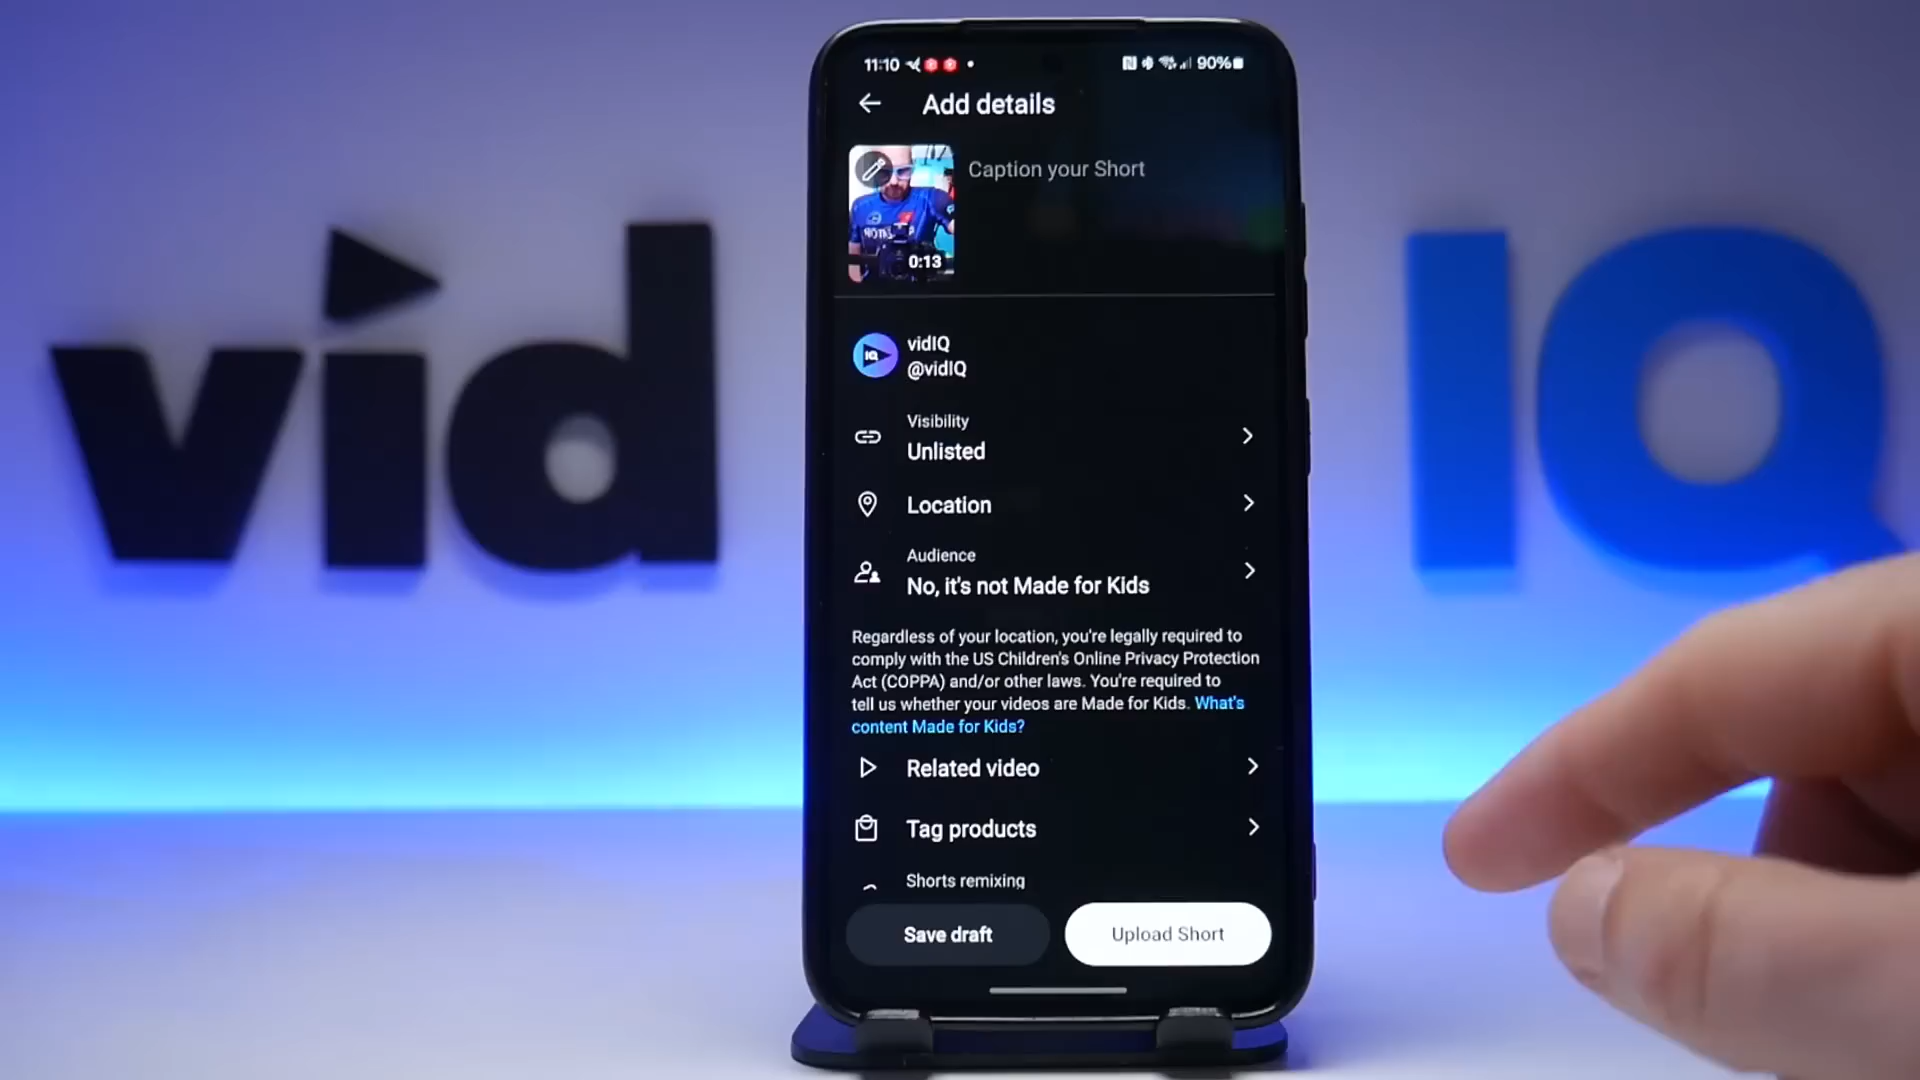 vid
IQ
11:10
90%
Add details
Caption your Short
0:13
IQ
vidIQ
@vidIQ
Visibility
Unlisted
Location
Audience
No, it's not Made for Kids
Regardless of your location, you're legally required to
comply with the US Children's Online Privacy Protection
Act (COPPA) and/or other laws. You're required to
tell us whether your videos are Made for Kids. What's
content Made for Kids?
Related video
Tag products
Shorts remixing
Save draft
Upload Short